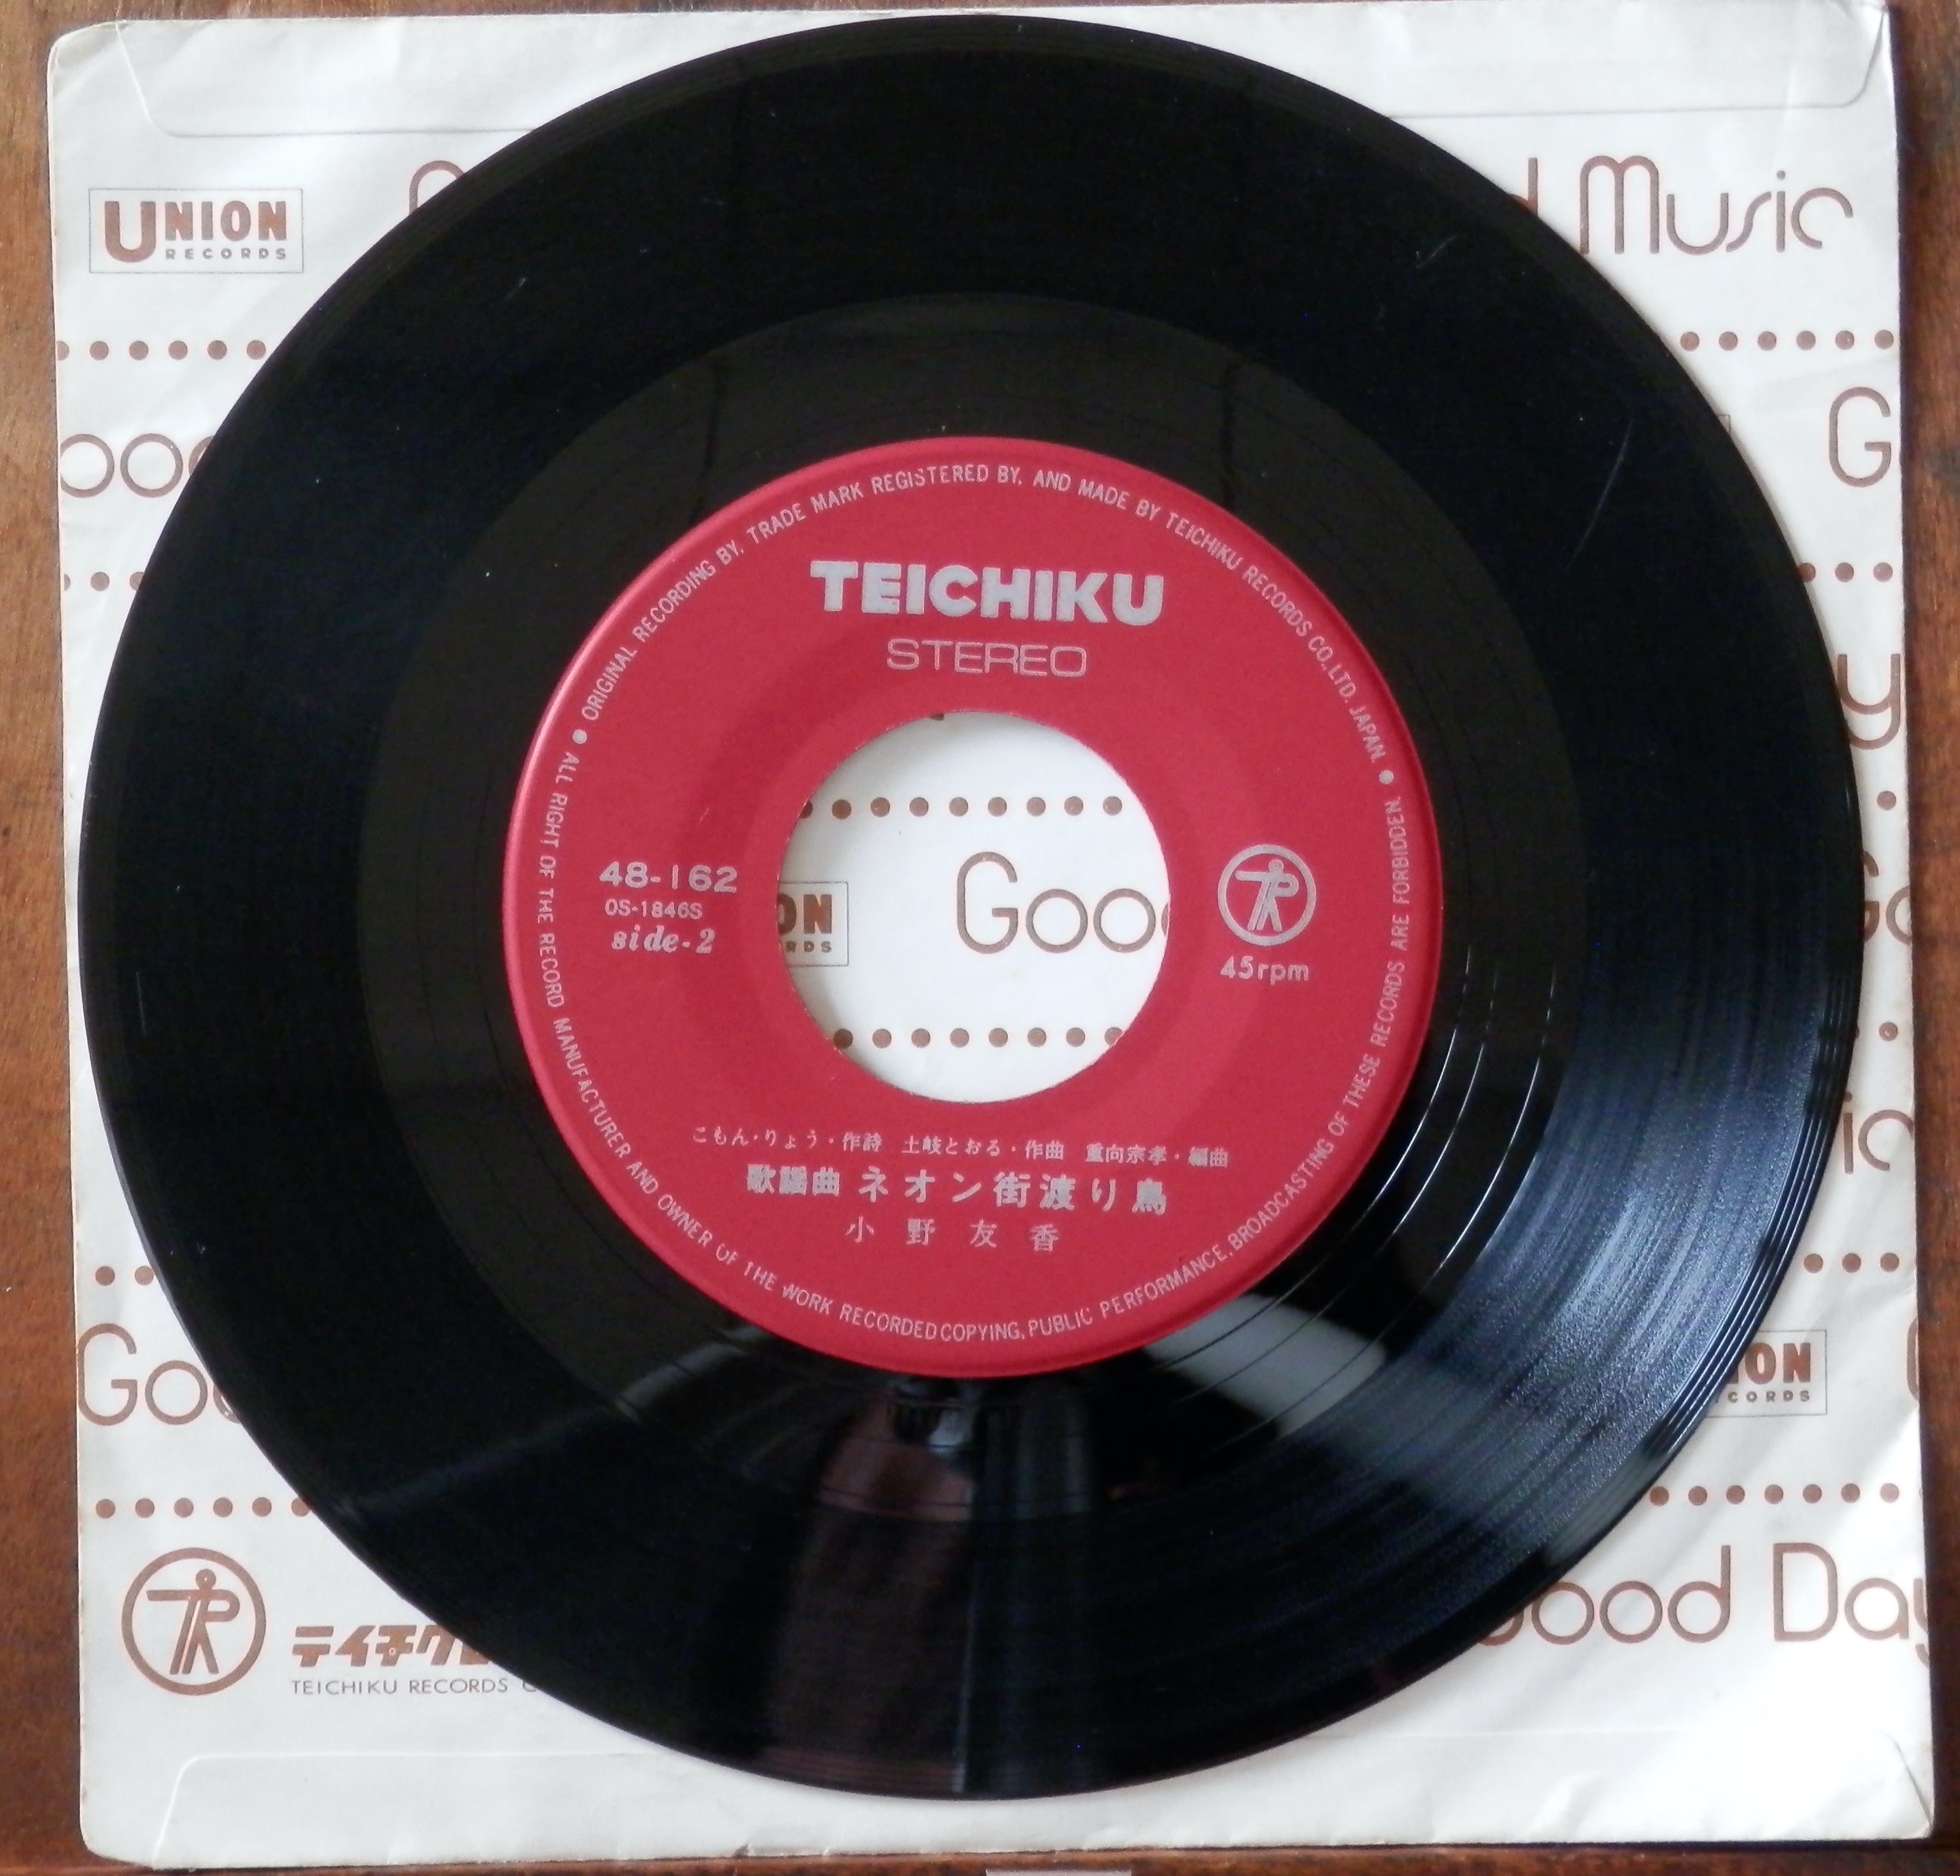 UNION
RECORDS
Music
TEICHIKU
STEREO
• ORIGINAL RECORDING BY. TRADE MARK REGISTERED BY. AND MADE BY TEICHIKU RECORDS CO.LTD. JAPAN. •
ALL RIGHT OF THE RECORD MANUFACTURER AND OWNER OF THE WORK RECORDED COPYING, PUBLIC PERFORMANCE, BROADCASTING OF THESE RECORDS ARE FORBIDDEN.
48-162
OS-1846S
side-2
45rpm
こもん・りょう・作詩 土岐とおる・作曲 重向宗孝・編曲
歌謡曲 ネオン街渡り鳥
小野友香
Good Day
テイチク
TEICHIKU RECORDS